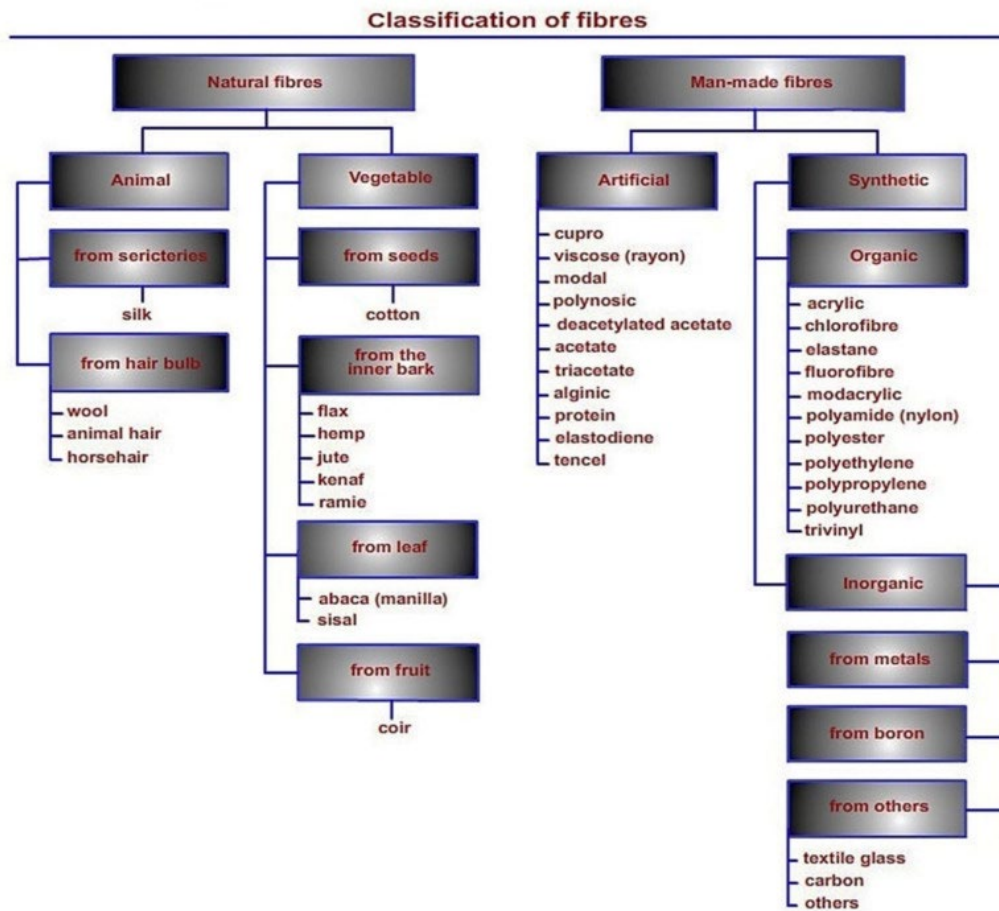 Classification of fibres
Natural fibres
Animal
from sericteries
silk
from hair bulb
wool
animal hair
horsehair
Vegetable
from seeds
cotton
from the
inner bark
flax
hemp
jute
kenaf
ramie
from leaf
abaca (manilla)
sisal
from fruit
coir
Man-made fibres
Artificial
cupro
viscose (rayon)
modal
polynosic
deacetylated acetate
acetate
triacetate
alginic
protein
elastodiene
tencel
Synthetic
Organic
acrylic
chlorofibre
elastane
fluorofibre
modacrylic
polyamide (nylon)
polyester
polyethylene
polypropylene
polyurethane
trivinyl
Inorganic
from metals
from boron
from others
textile glass
carbon
others